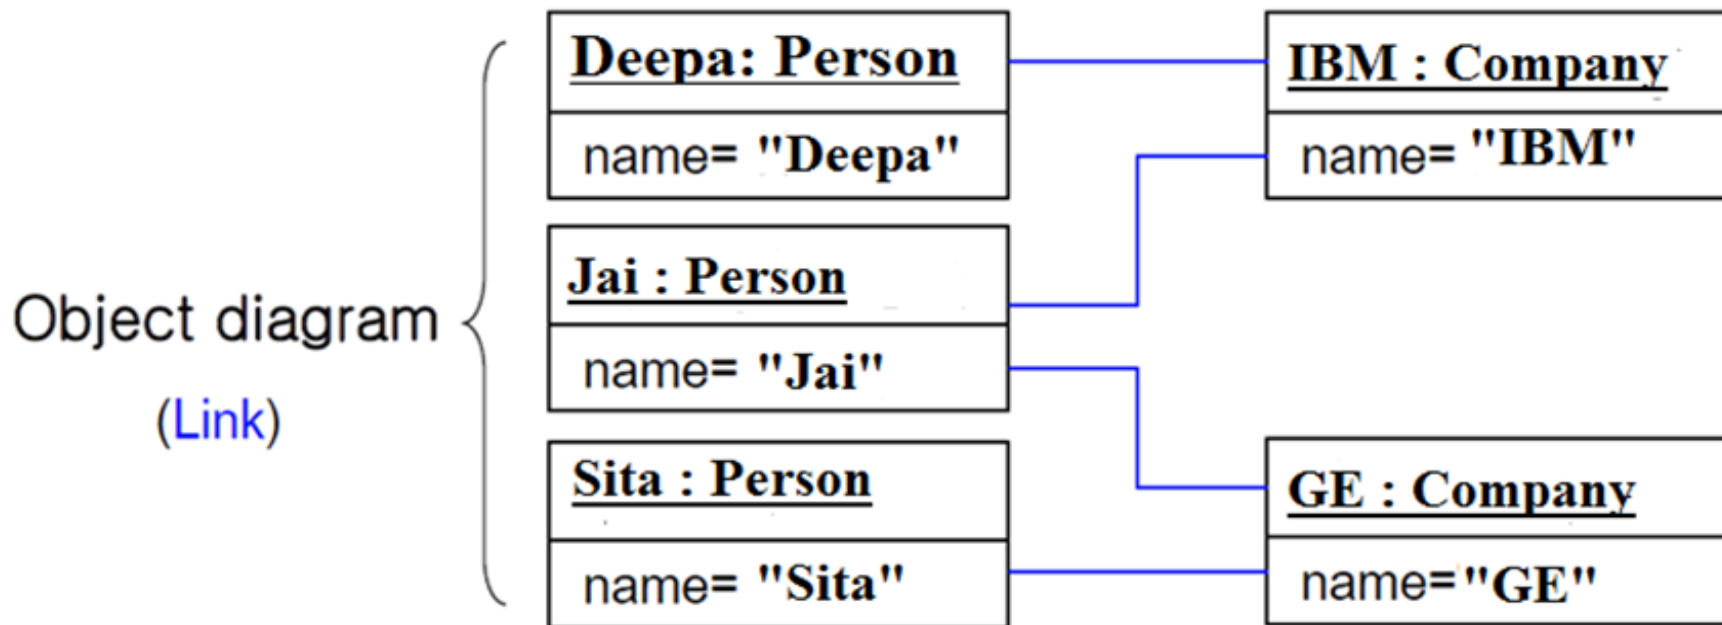 Object diagram
(Link)
Deepa: Person
name= "Deepa"
Jai : Person
name= "Jai"
Sita : Person
name= "Sita"
IBM : Company
name= "IBM"
GE : Company
name="GE"